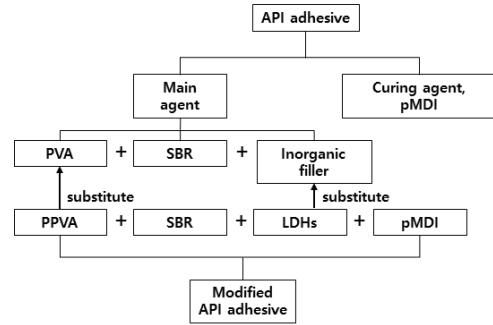 API adhesive
Main
agent
Curing agent,
pMDI
PVA + SBR + Inorganic
filler
substitute substitute
PPVA + SBR + LDHs + pMDI
Modified
API adhesive